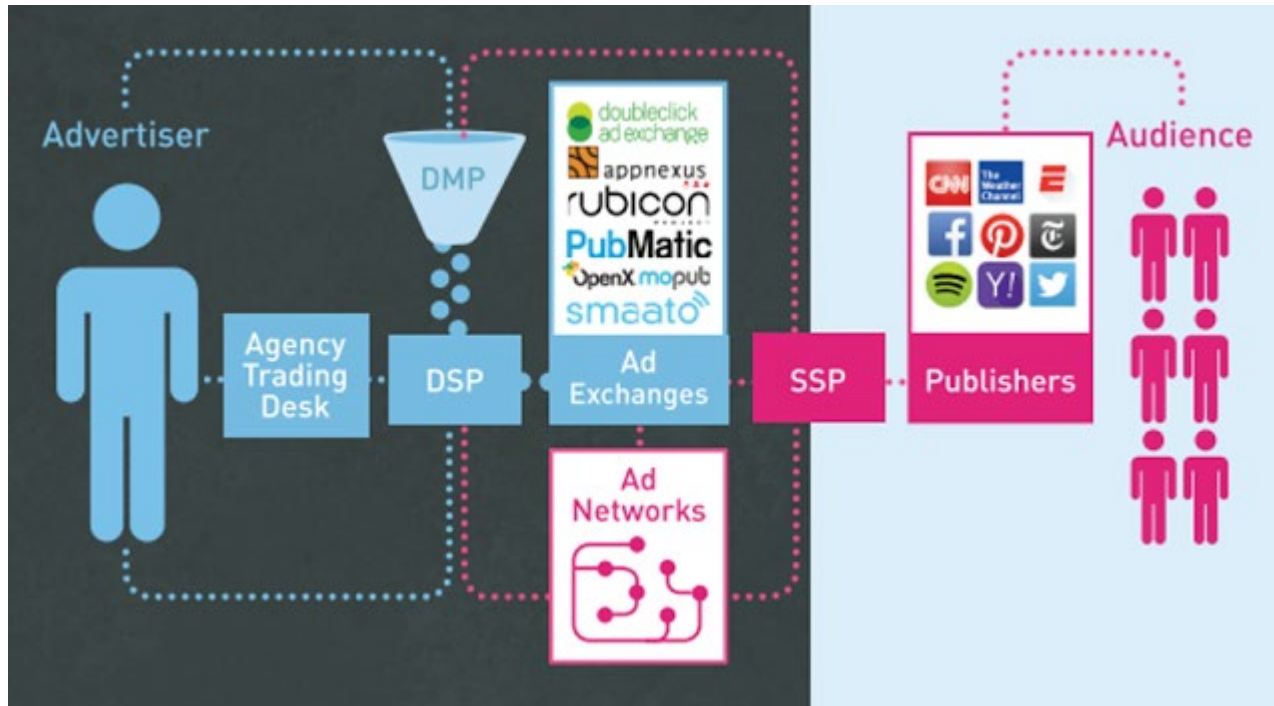 Advertiser
Agency
Trading
Desk
DMP
DSP
doubleclick
ad exchange
appnexus
rubicon
PROJECT
PubMatic
OpenX mopub
smaato
Ad
Exchanges
Ad
Networks
SSP
CNN
The
Weather
Channel
E
f
p
T
Y!
Publishers
Audience